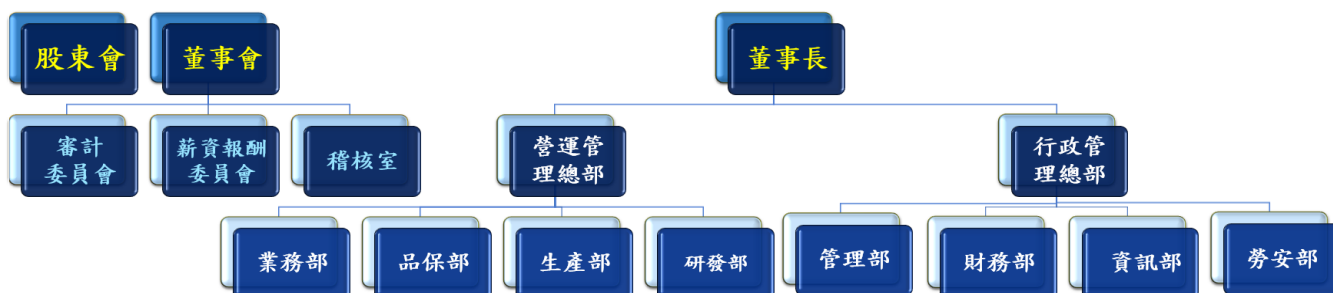 股東會
董事會
董事長
審計
委員會
薪資報酬
委員會
稽核室
營運管
理總部
行政管
理總部
業務部
品保部
生產部
研發部
管理部
財務部
資訊部
勞安部